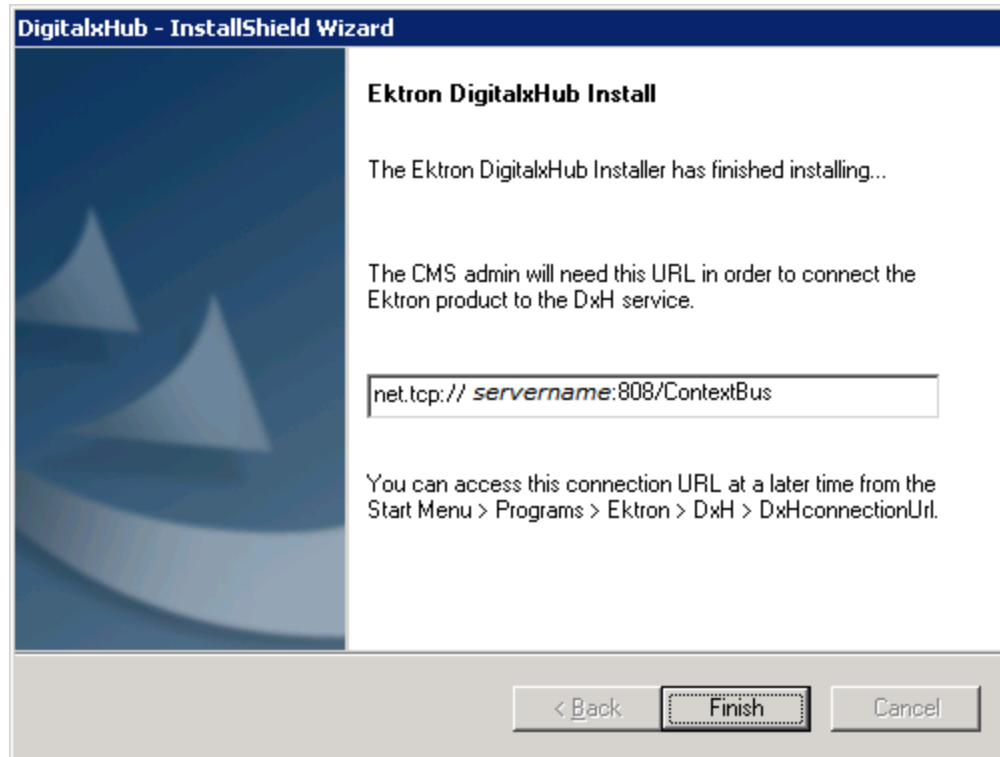 DigitalxHub - InstallShield Wizard
Ektron DigitalxHub Install
The Ektron DigitalxHub Installer has finished installing...
The CMS admin will need this URL in order to connect the
Ektron product to the DxH service.
net.tcp:// servername:808/ContextBus
You can access this connection URL at a later time from the
Start Menu > Programs > Ektron > DxH > DxHconnectionUrl.
< Back Finish Cancel